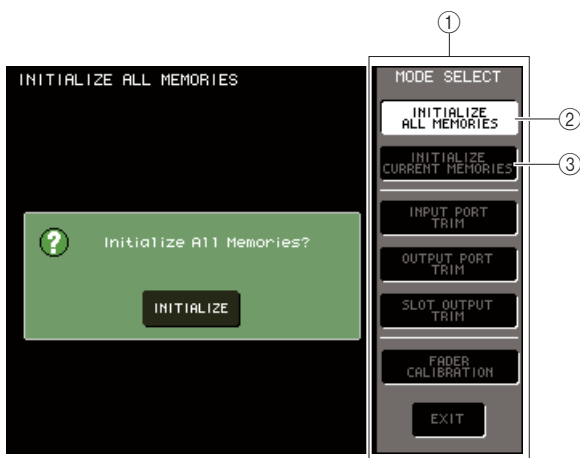 ①
INITIALIZE ALL MEMORIES
MODE SELECT
INITIALIZE
ALL MEMORIES
②
INITIALIZE
CURRENT MEMORIES
③
INPUT PORT
TRIM
? Initialize All Memories?
OUTPUT PORT
TRIM
INITIALIZE
SLOT OUTPUT
TRIM
FADER
CALIBRATION
EXIT